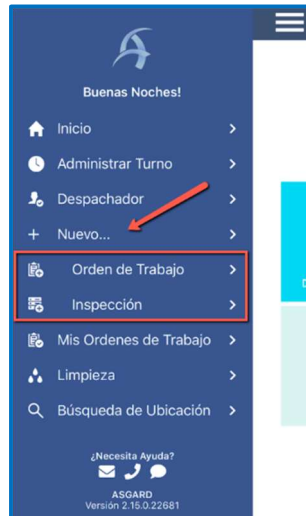 Buenas Noches!
Inicio
Administrar Turno
Despachador
Nuevo...
Orden de Trabajo
Inspección
Mis Ordenes de Trabajo
Limpieza
Búsqueda de Ubicación
¿Necesita Ayuda?
ASGARD
Versión 2.15.0.22681
D